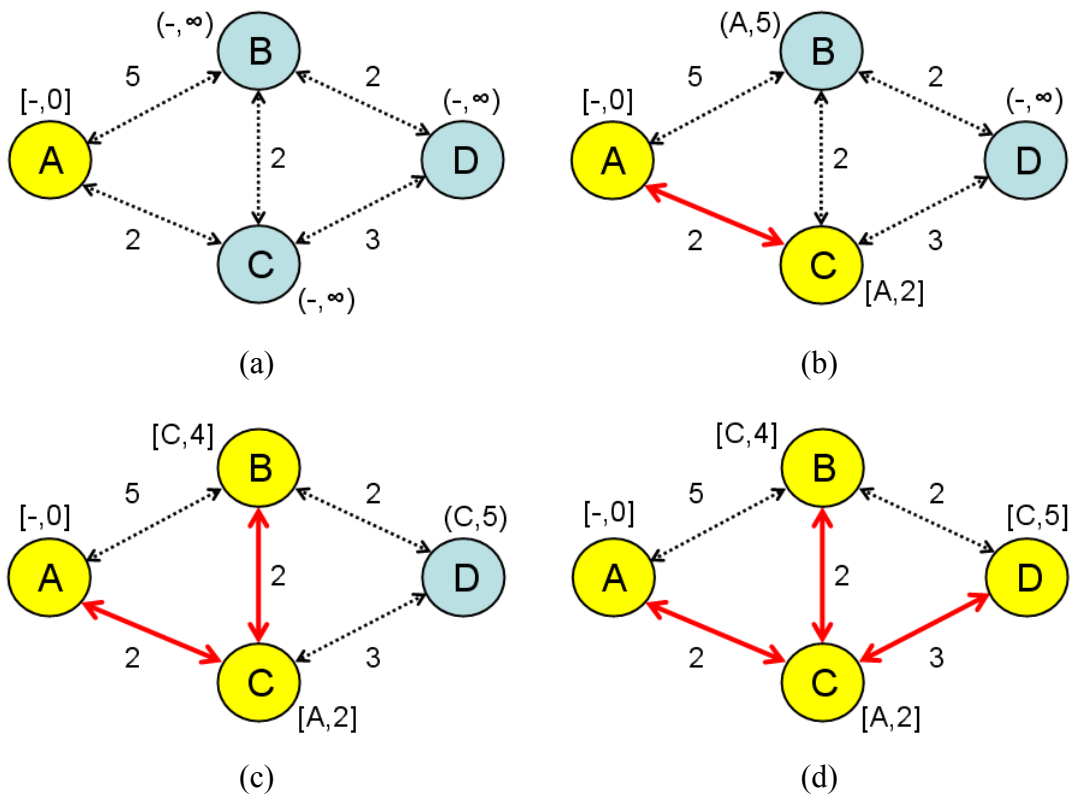 (-,∞)
B
5
2
[-,0]
(-,∞)
A
2
D
2
3
C
(-,∞)
(a)
(A,5)
B
5
2
[-,0]
(-,∞)
A
2
D
2
3
C
[A,2]
(b)
[C,4]
B
5
2
[-,0]
(C,5)
A
2
D
2
3
C
[A,2]
(c)
[C,4]
B
5
2
[-,0]
[C,5]
A
2
D
2
3
C
[A,2]
(d)